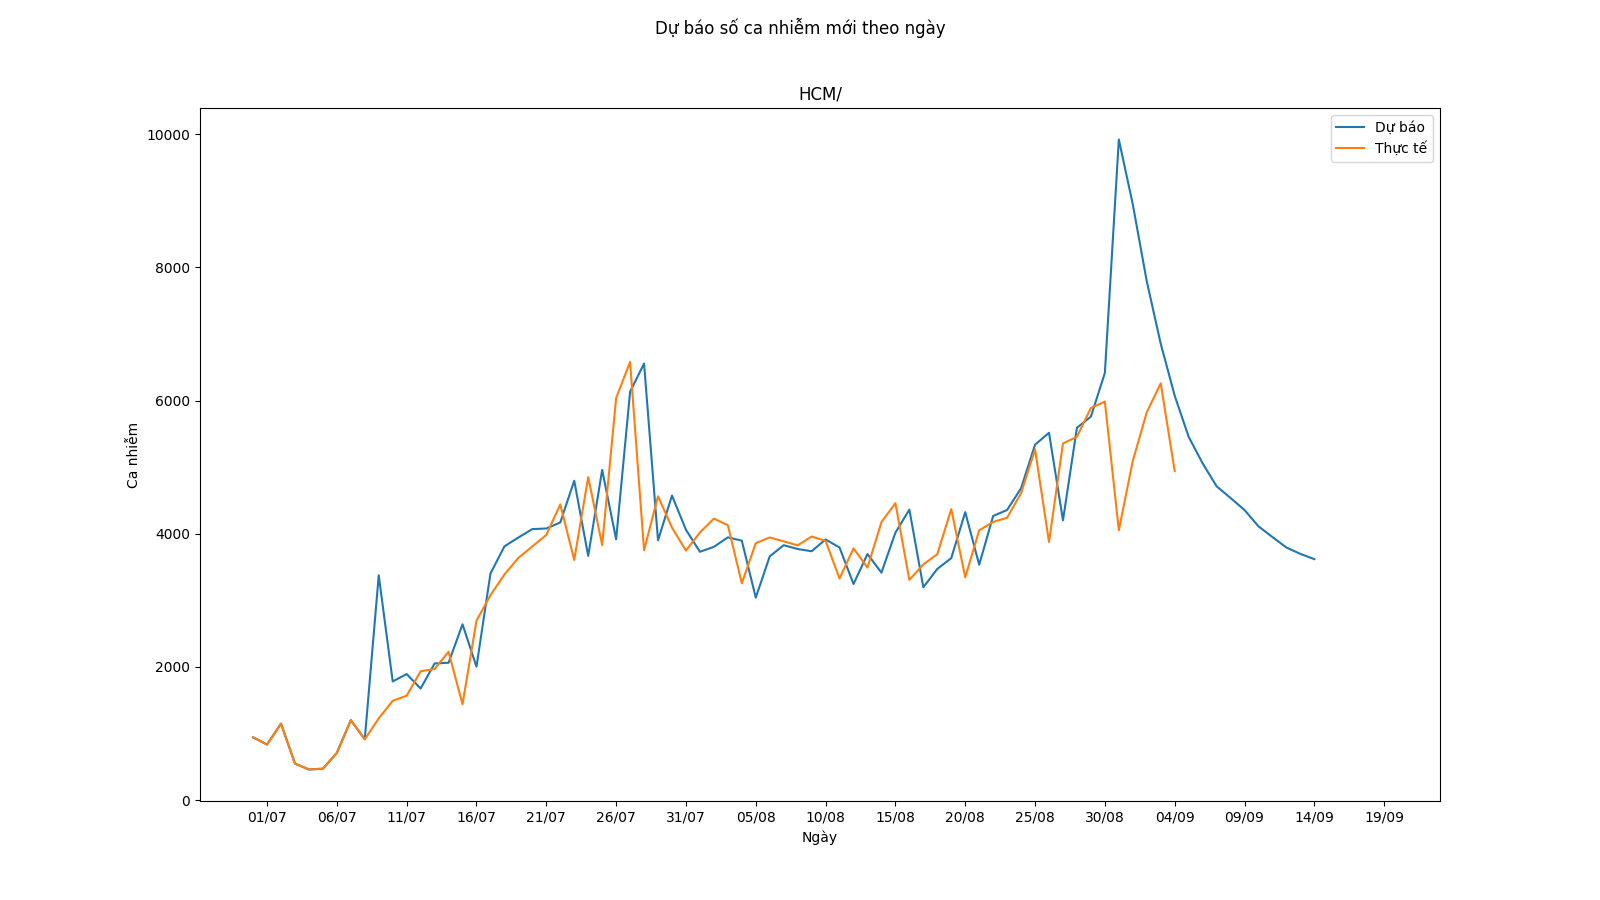 Dự báo số ca nhiễm mới theo ngày
HCM/
Dự báo
Thực tế
10000
8000
6000
4000
2000
0
Ca nhiễm
01/07 06/07 11/07 16/07 21/07 26/07 31/07 05/08 10/08 15/08 20/08 25/08 30/08 04/09 09/09 14/09 19/09
Ngày